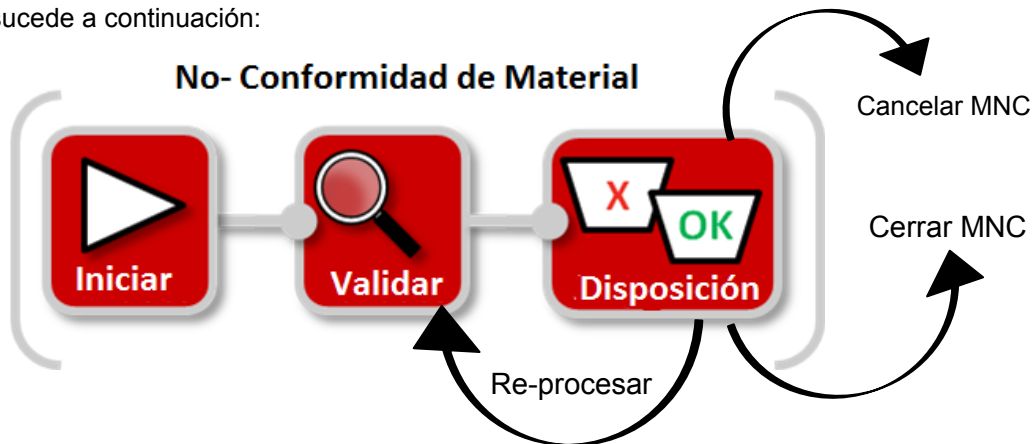 sucede a continuación:
No- Conformidad de Material
Cancelar MNC
X
OK
Cerrar MNC
Iniciar
Validar
Disposición
Re-procesar